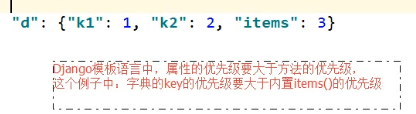 "d": {"k1": 1, "k2": 2, "items": 3}
Django模板语言中，属性的优先级要大于方法的优先级，
这个例子中：字典的key的优先级要大于内置items()的优先级